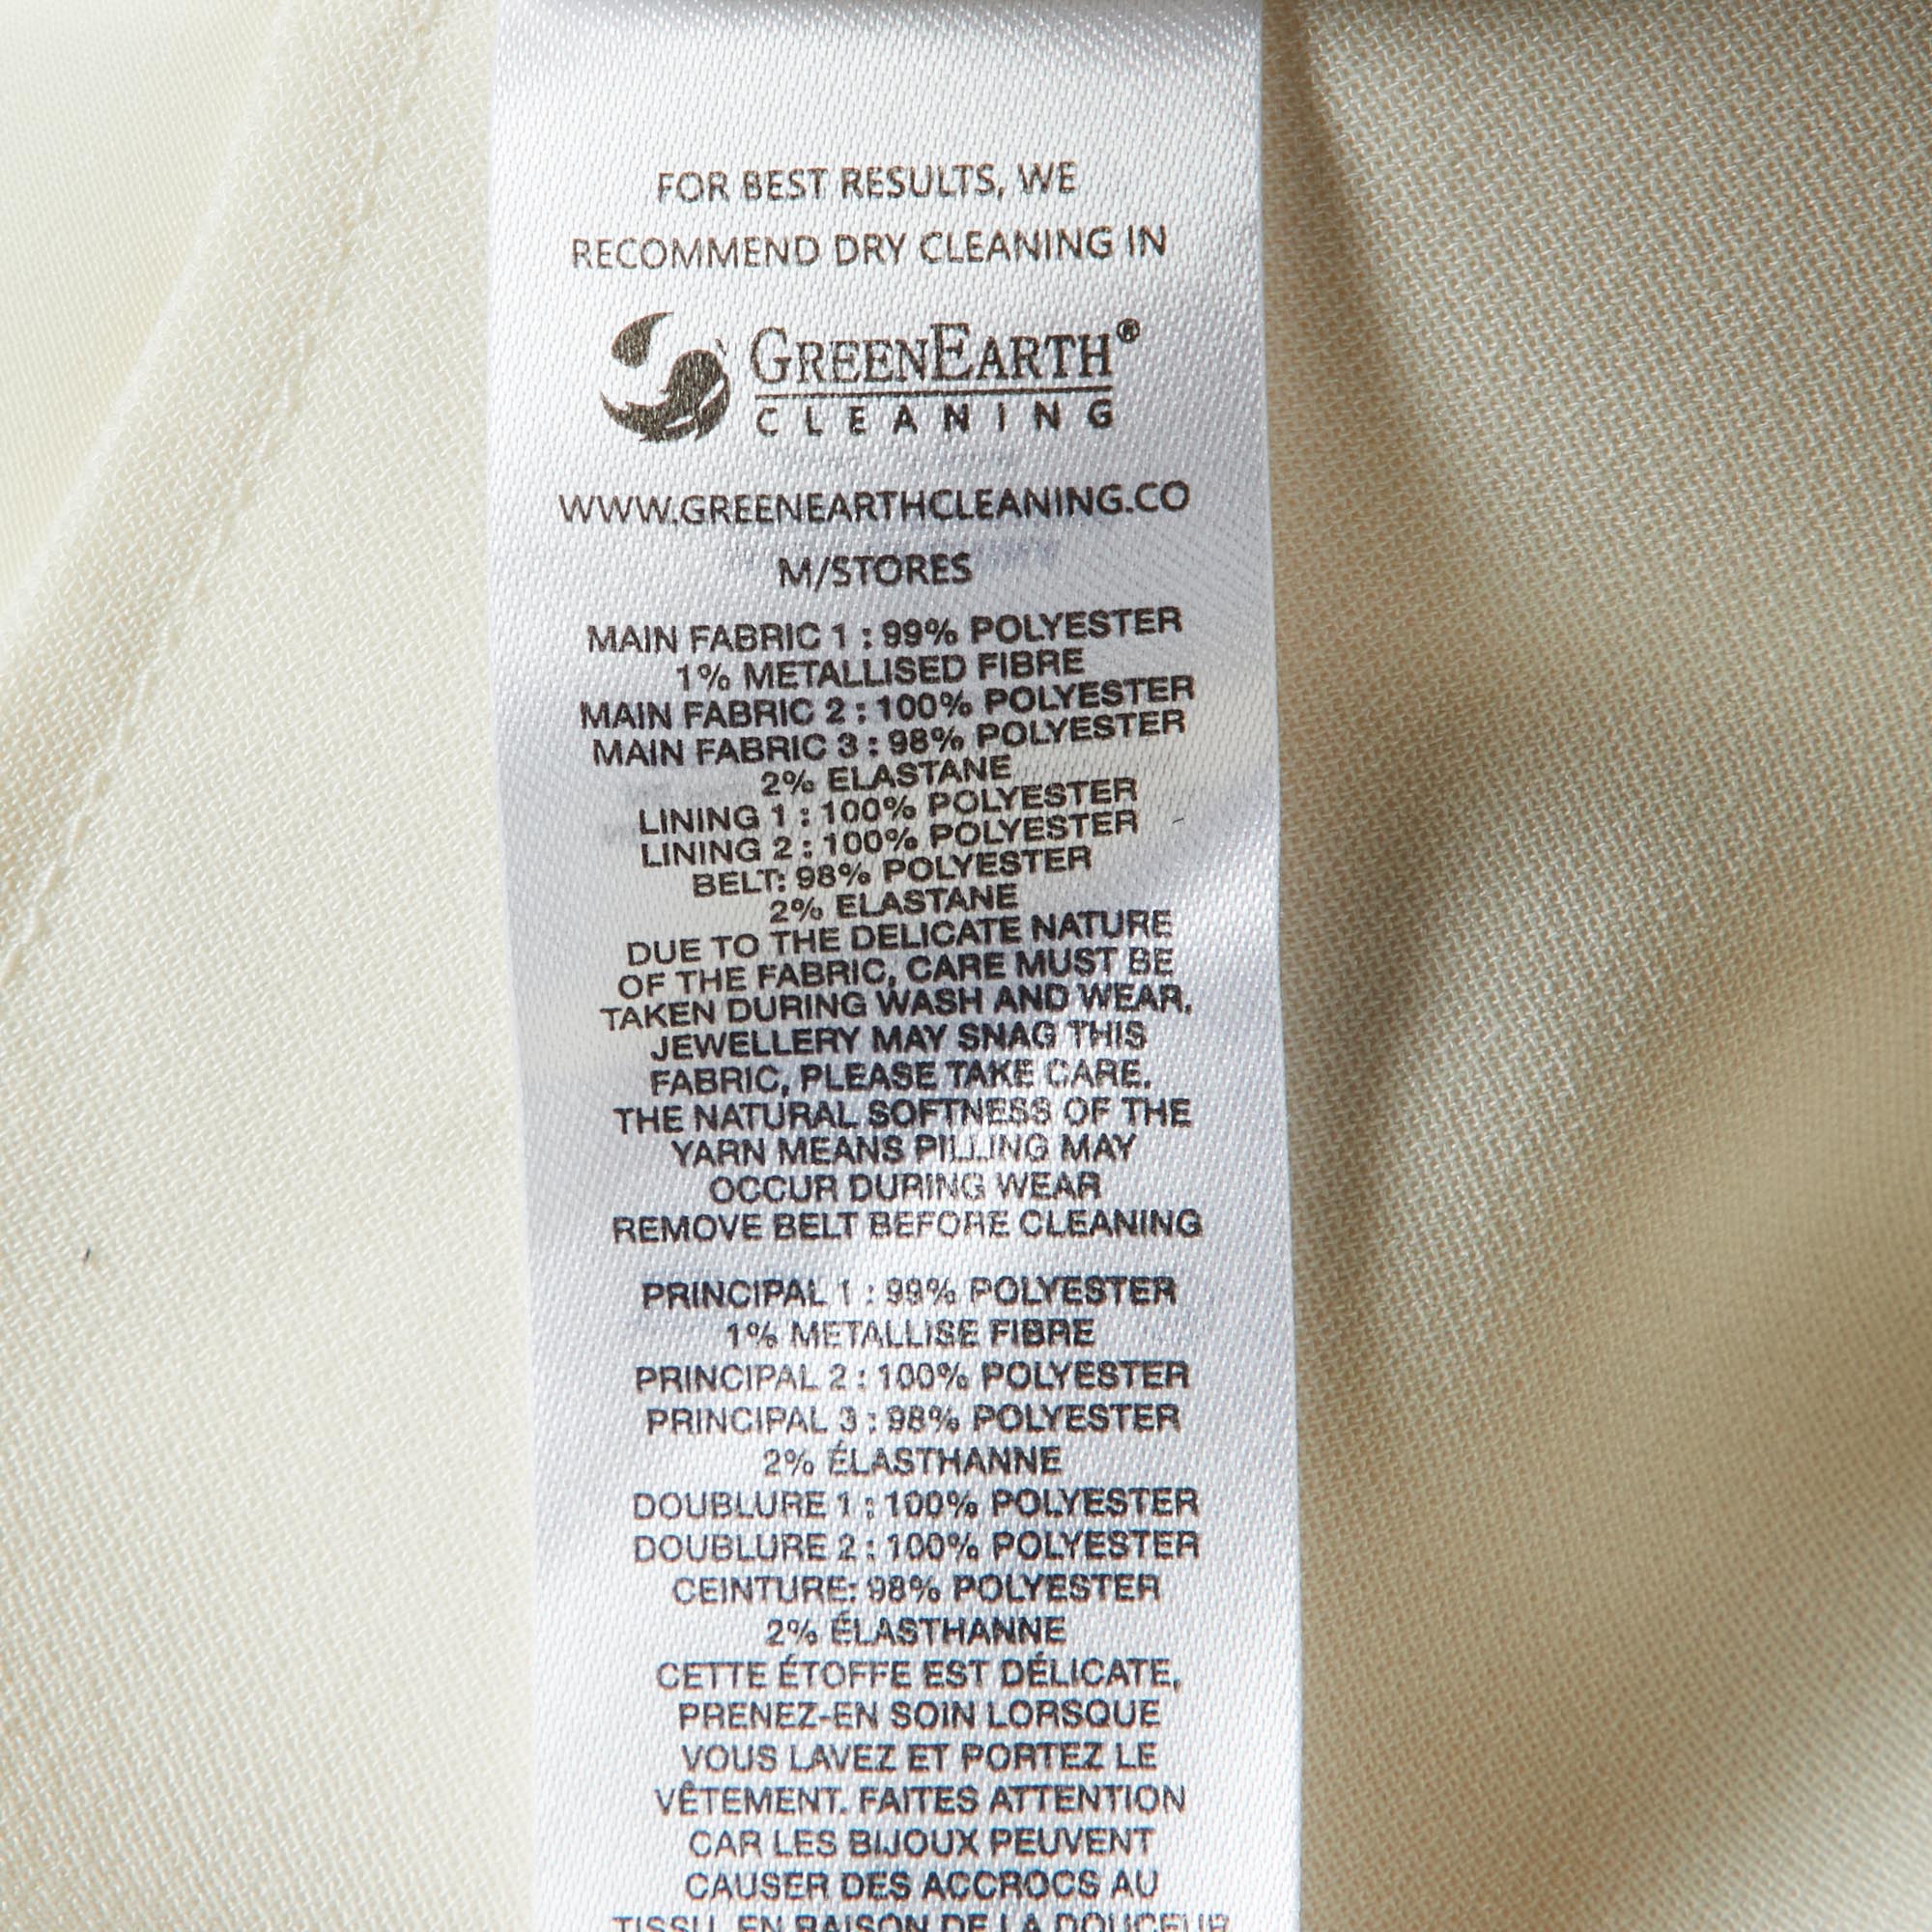 FOR BEST RESULTS, WE
RECOMMEND DRY CLEANING IN
GREENEARTH®
CLEANING
WWW.GREENEARTHCLEANING.CO
M/STORES
MAIN FABRIC 1 : 99% POLYESTER
1% METALLISED FIBRE
MAIN FABRIC 2 : 100% POLYESTER
MAIN FABRIC 3 : 98% POLYESTER
2% ELASTANE
LINING 1 : 100% POLYESTER
LINING 2 : 100% POLYESTER
BELT: 98% POLYESTER
2% ELASTANE
DUE TO THE DELICATE NATURE
OF THE FABRIC, CARE MUST BE
TAKEN DURING WASH AND WEAR.
JEWELLERY MAY SNAG THIS
FABRIC, PLEASE TAKE CARE.
THE NATURAL SOFTNESS OF THE
YARN MEANS PILLING MAY
OCCUR DURING WEAR
REMOVE BELT BEFORE CLEANING
PRINCIPAL 1 : 99% POLYESTER
1% METALLISE FIBRE
PRINCIPAL 2 : 100% POLYESTER
PRINCIPAL 3 : 98% POLYESTER
2% ÉLASTHANNE
DOUBLURE 1 : 100% POLYESTER
DOUBLURE 2 : 100% POLYESTER
CEINTURE: 98% POLYESTER
2% ÉLASTHANNE
CETTE ÉTOFFE EST DÉLICATE,
PRENEZ-EN SOIN LORSQUE
VOUS LAVEZ ET PORTEZ LE
VÊTEMENT. FAITES ATTENTION
CAR LES BIJOUX PEUVENT
CAUSER DES ACCROCS AU
TISSU. EN RAISON DE LA DOUCEUR